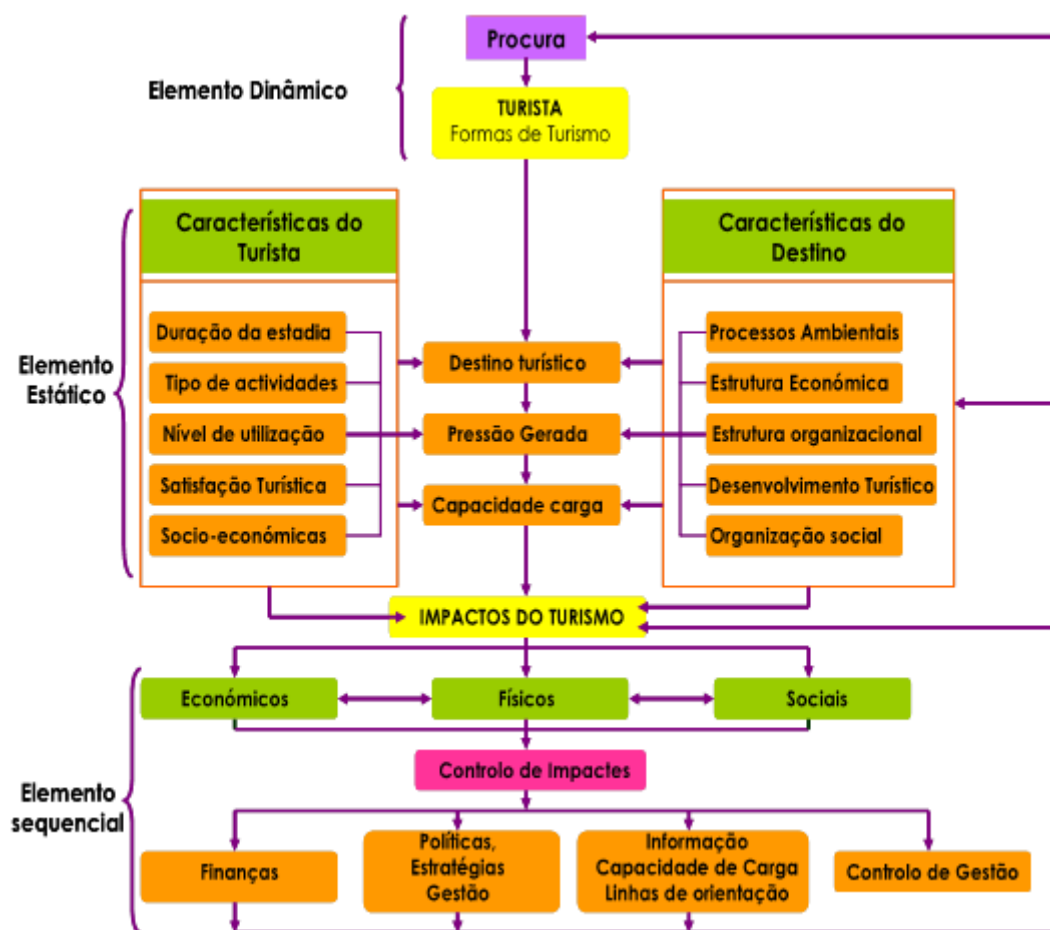 Procura
Elemento Dinâmico
TURISTA
Formas de Turismo
Características do
Turista
Características do
Destino
Elemento
Estático
Duração da estadia
Tipo de actividades
Nível de utilização
Satisfação Turística
Socio-económicas
Destino turístico
Pressão Gerada
Capacidade carga
Processos Ambientais
Estrutura Económica
Estrutura organizacional
Desenvolvimento Turístico
Organização social
IMPACTOS DO TURISMO
Elemento
sequencial
Económicos
Físicos
Sociais
Controlo de Impactes
Finanças
Políticas,
Estratégias
Gestão
Informação
Capacidade de Carga
Linhas de orientação
Controlo de Gestão